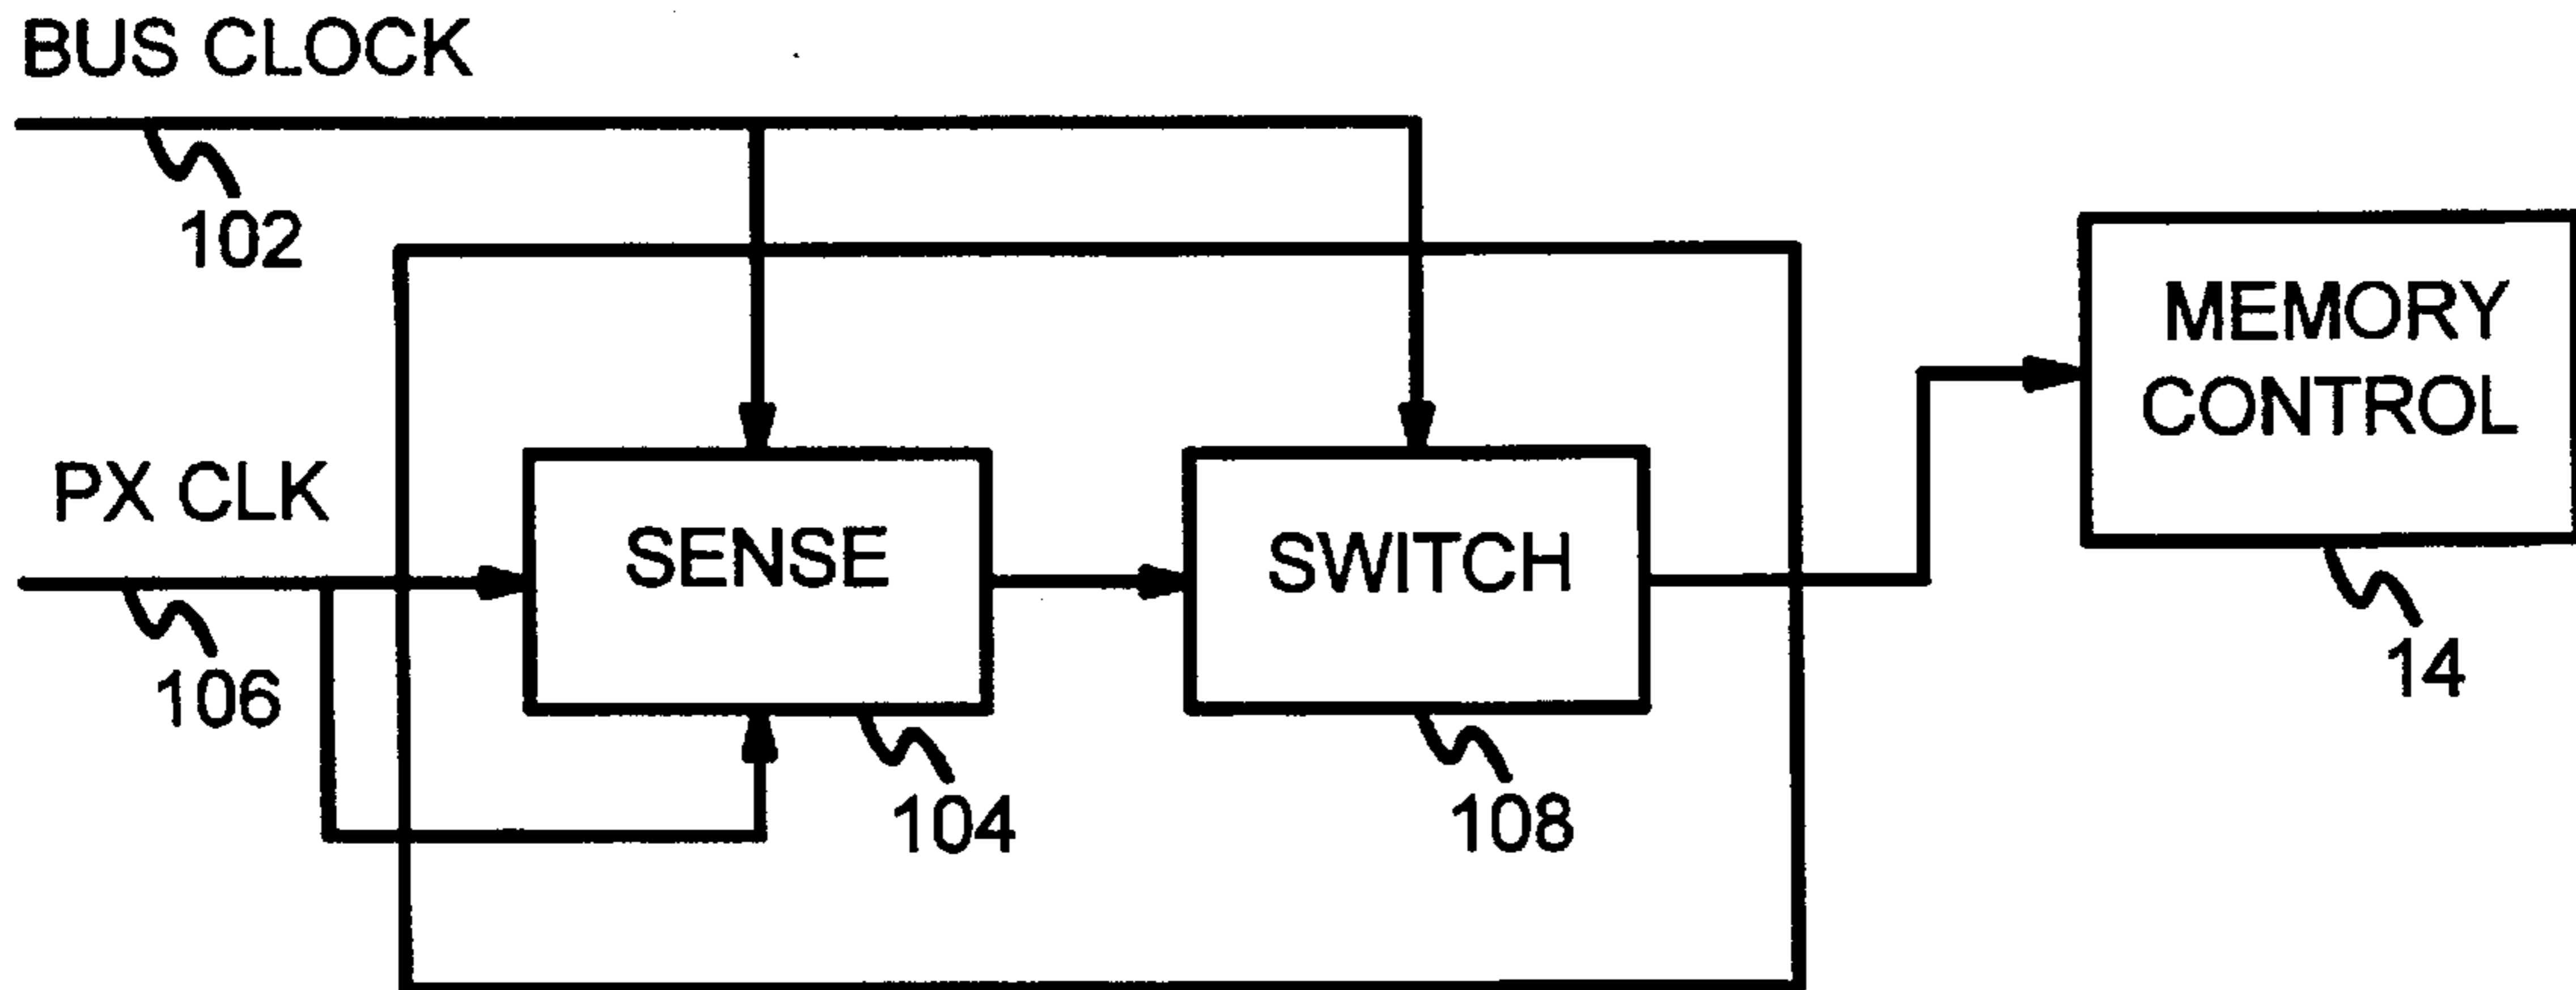 BUS CLOCK
102
PX CLK
106
SENSE
104
SWITCH
108
MEMORY
CONTROL
14